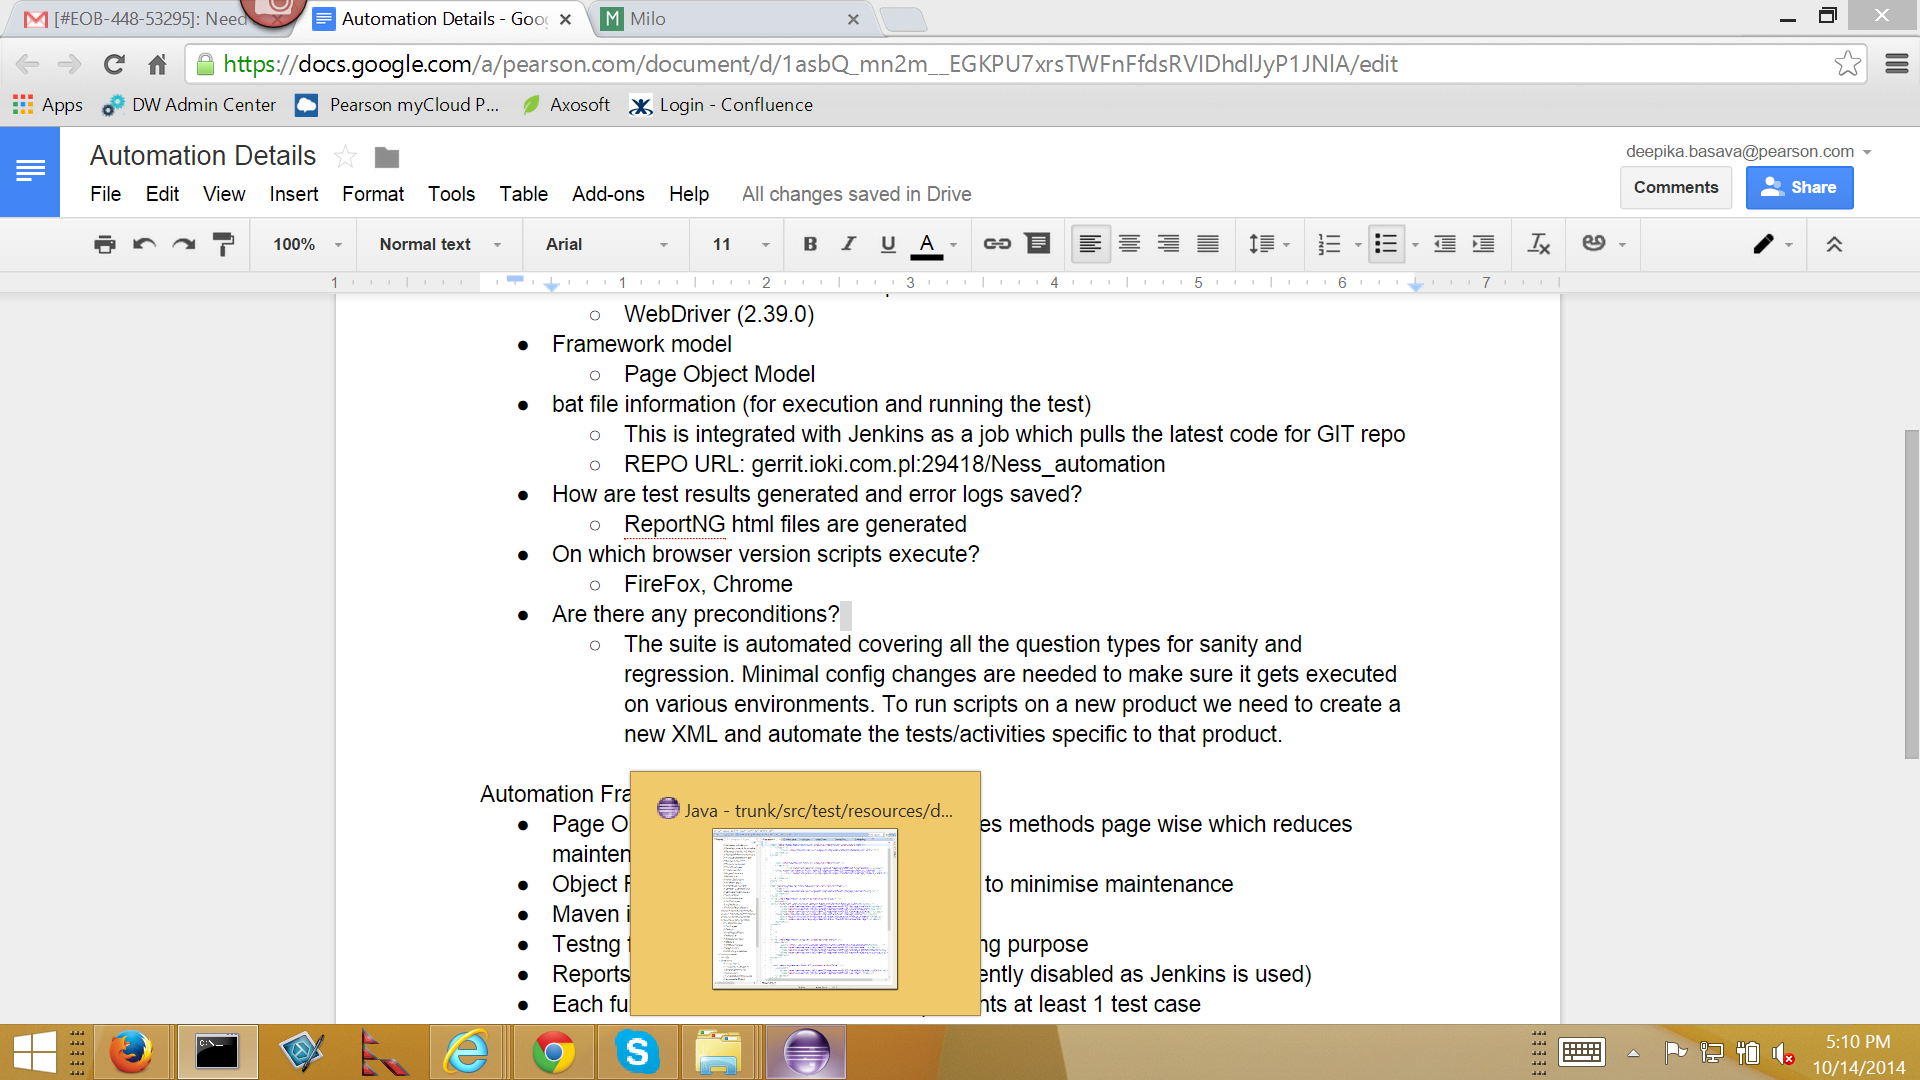 [#EOB-448-53295]: Need
Automation Details - Goo
Milo
https://docs.google.com/a/pearson.com/document/d/1asbQ_mn2m__EGKPU7xrsTWFnFfdsRVIDhdlJyP1JNlA/edit
Apps DW Admin Center Pearson myCloud P... Axosoft Login - Confluence
Automation Details
deepika.basava@pearson.com
File Edit View Insert Format Tools Table Add-ons Help All changes saved in Drive
Comments Share
100% Normal text Arial 11 B I U A
1 1 2 3 4 5 6 7
WebDriver (2.39.0)
Framework model
Page Object Model
bat file information (for execution and running the test)
This is integrated with Jenkins as a job which pulls the latest code for GIT repo
REPO URL: gerrit.ioki.com.pl:29418/Ness_automation
How are test results generated and error logs saved?
ReportNG html files are generated
On which browser version scripts execute?
FireFox, Chrome
Are there any preconditions?
The suite is automated covering all the question types for sanity and
regression. Minimal config changes are needed to make sure it gets executed
on various environments. To run scripts on a new product we need to create a
new XML and automate the tests/activities specific to that product.
Automation Fra
Java - trunk/src/test/resources/d...
Page O es methods page wise which reduces
mainten
Object to minimise maintenance
Maven i
Testng ng purpose
Reports ently disabled as Jenkins is used)
Each fu nts at least 1 test case
C:\_
5:10 PM
10/14/2014